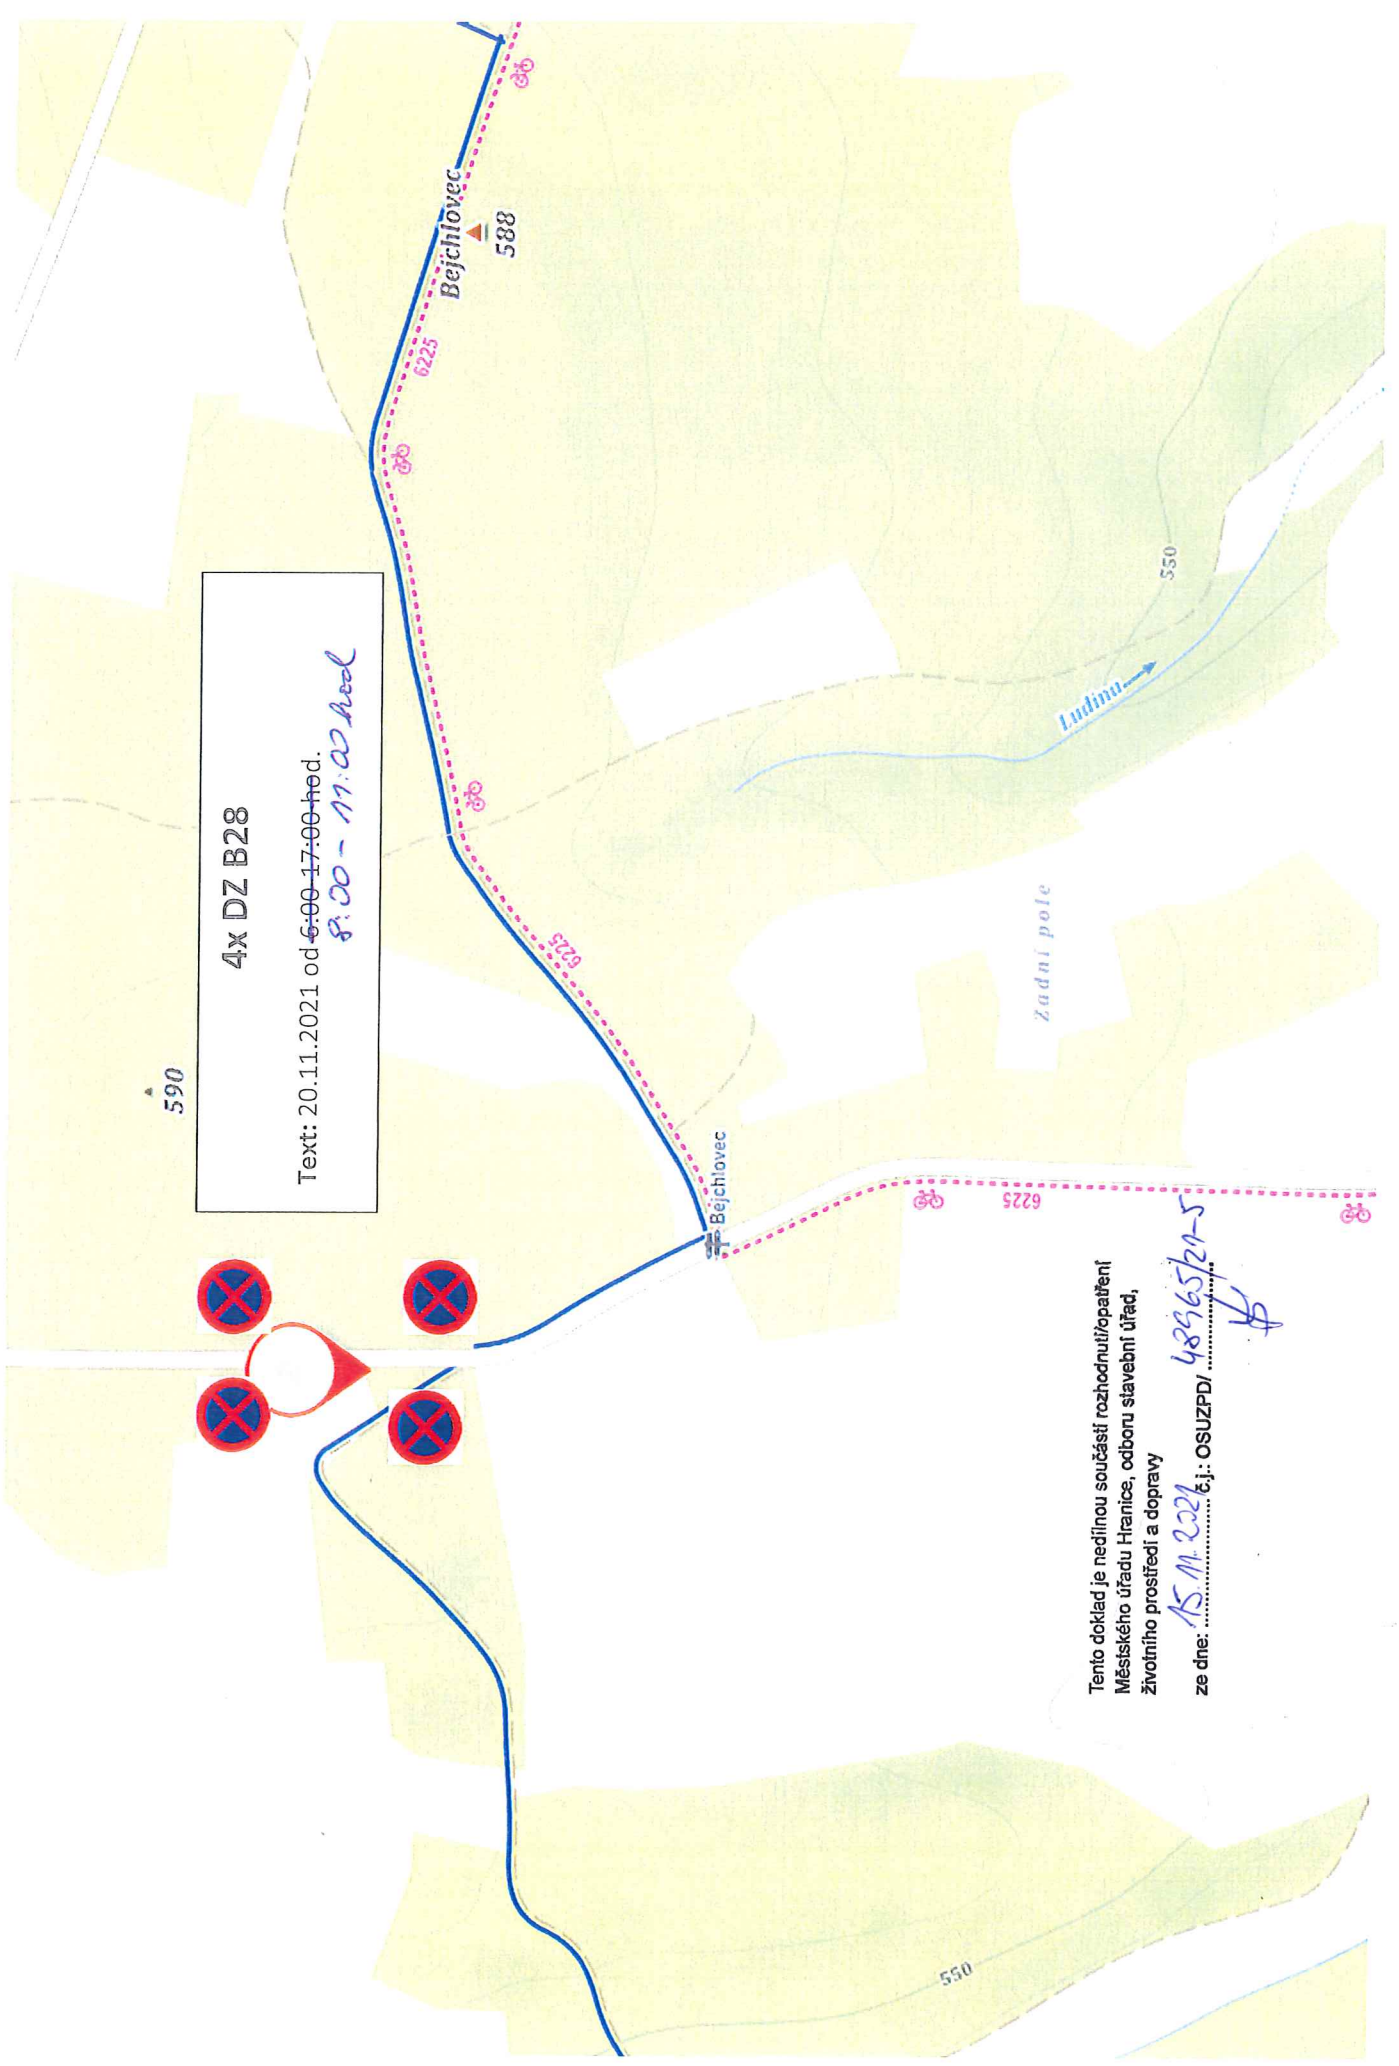 590
4x DZ B28
Text: 20.11.2021 od 6:00-17:00 hod.
8:00 - 11:00 hod
Bejchlovec
588
6225
6225
Bejchlovec
6225
Zadní pole
Ludina
550
550
Tento doklad je nedílnou součástí rozhodnutí/opatření
Městského úřadu Hranice, odboru stavební úřad,
životního prostředí a dopravy
ze dne: 15.11.2021 č.j.: OSUZPD/ 48965/21-5